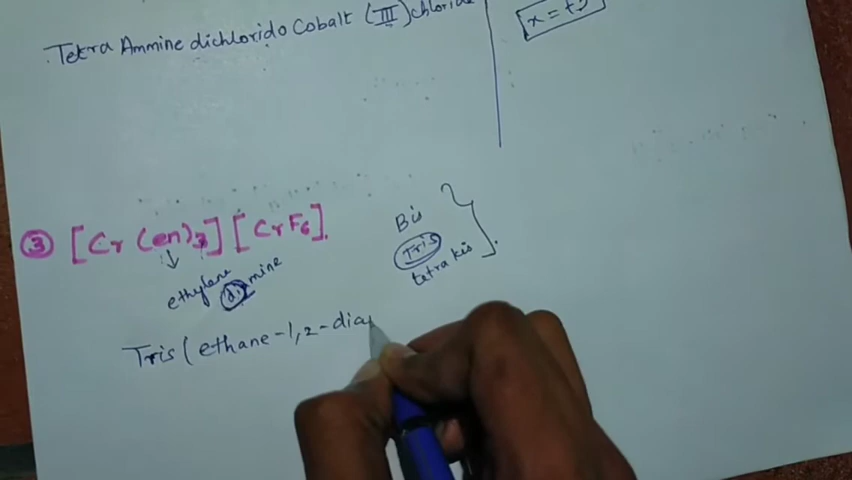 Tetra Ammine dichlorido Cobalt (III) chloride
x = +3
③ [Cr (en)3] [CrF6].
ethylene
diamine
Bis
Tris
tetrakis
Tris (ethane-1,2-dia